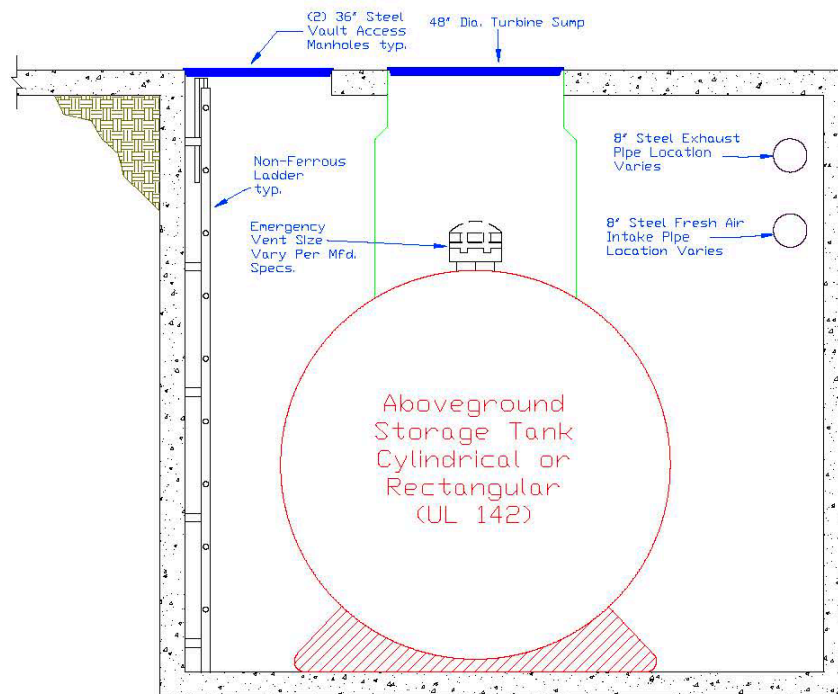 (2) 36" Steel
Vault Access
Manholes typ.
48" Dia. Turbine Sump
8" Steel Exhaust
Pipe Location
Varies
Non-Ferrous
Ladder
typ.
Emergency
Vent Size
Vary Per Mfd.
Specs.
8" Steel Fresh Air
Intake Pipe
Location Varies
Aboveground
Storage Tank
Cylindrical or
Rectangular
(UL 142)